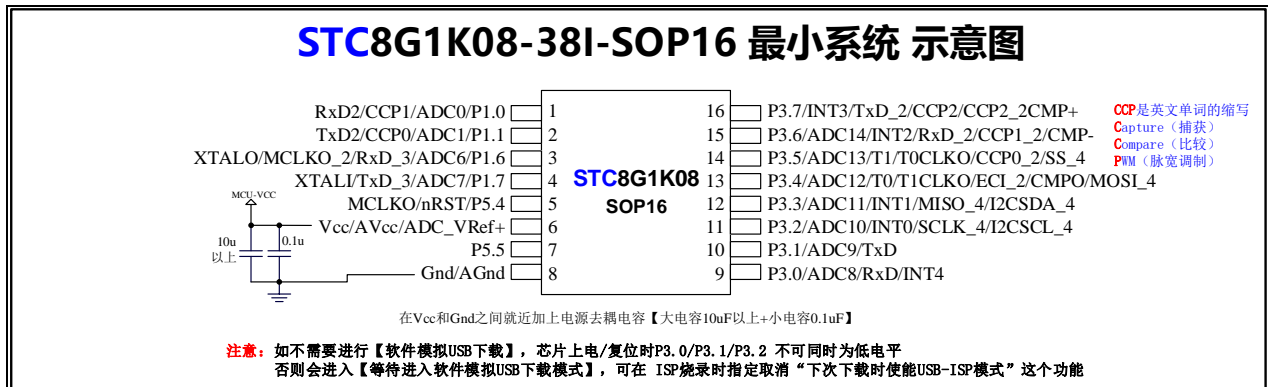 STC8G1K08-38I-SOP16 最小系统 示意图
RxD2/CCP1/ADC0/P1.0 1
TxD2/CCP0/ADC1/P1.1 2
XTALO/MCLKO_2/RxD_3/ADC6/P1.6 3
XTALI/TxD_3/ADC7/P1.7 4
MCLKO/nRST/P5.4 5
Vcc/AVcc/ADC_VRef+ 6
P5.5 7
Gnd/AGnd 8
MCU-VCC
10u
以上
0.1u
STC8G1K08
SOP16
16 P3.7/INT3/TxD_2/CCP2/CCP2_2CMP+
15 P3.6/ADC14/INT2/RxD_2/CCP1_2/CMP-
14 P3.5/ADC13/T1/T0CLKO/CCP0_2/SS_4
13 P3.4/ADC12/T0/T1CLKO/ECI_2/CMPO/MOSI_4
12 P3.3/ADC11/INT1/MISO_4/I2CSDA_4
11 P3.2/ADC10/INT0/SCLK_4/I2CSCL_4
10 P3.1/ADC9/TxD
9 P3.0/ADC8/RxD/INT4
CCP是英文单词的缩写
Capture（捕获）
Compare（比较）
PWM（脉宽调制）
在Vcc和Gnd之间就近加上电源去耦电容【大电容10uF以上+小电容0.1uF】
注意：如不需要进行【软件模拟USB下载】，芯片上电/复位时P3.0/P3.1/P3.2 不可同时为低电平
否则会进入【等待进入软件模拟USB下载模式】，可在 ISP烧录时指定取消“下次下载时使能USB-ISP模式”这个功能